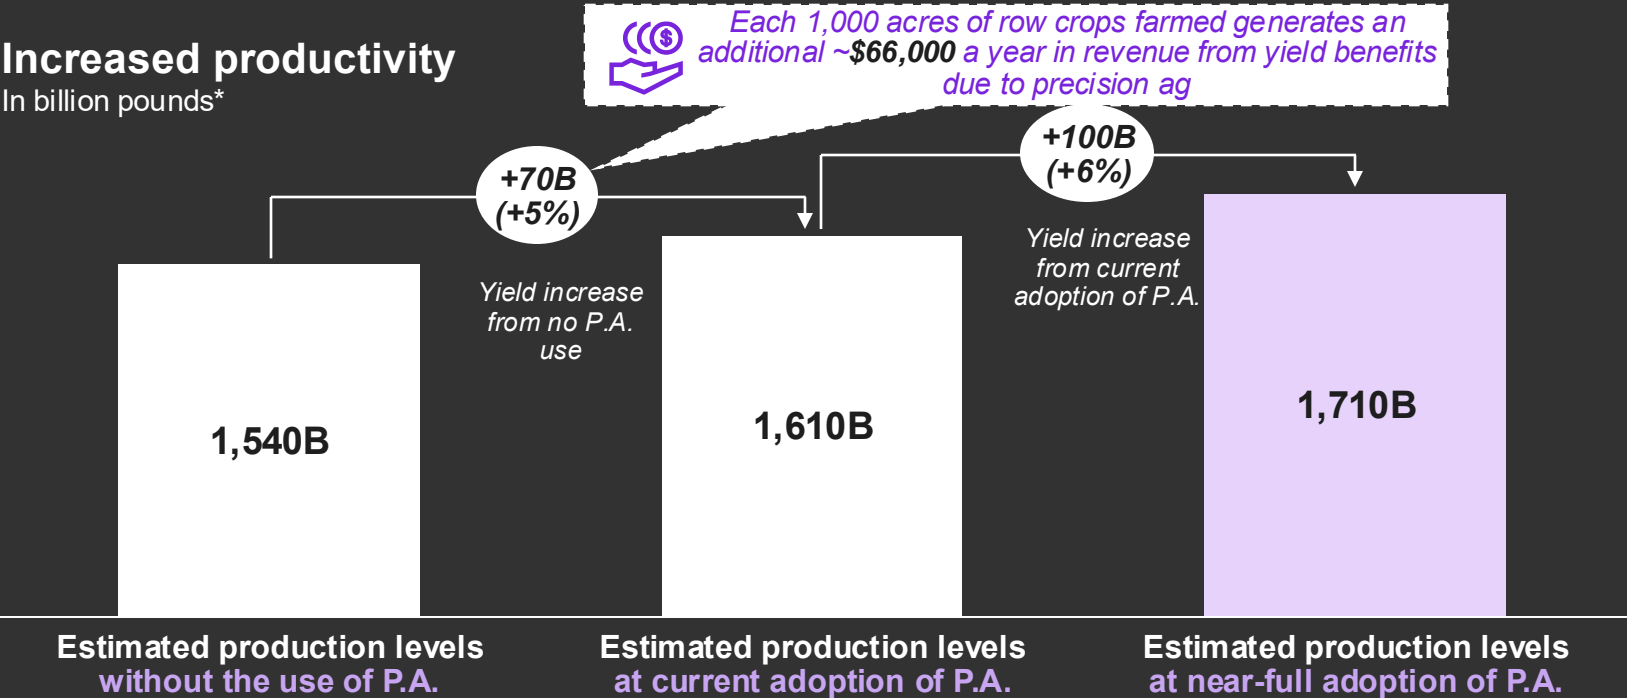 Increased productivity
In billion pounds*
$
Each 1,000 acres of row crops farmed generates an
additional ~$66,000 a year in revenue from yield benefits
due to precision ag
+70B
(+5%)
+100B
(+6%)
Yield increase
from no P.A.
use
Yield increase
from current
adoption of P.A.
1,540B
1,610B
1,710B
Estimated production levels
without the use of P.A.
Estimated production levels
at current adoption of P.A.
Estimated production levels
at near-full adoption of P.A.